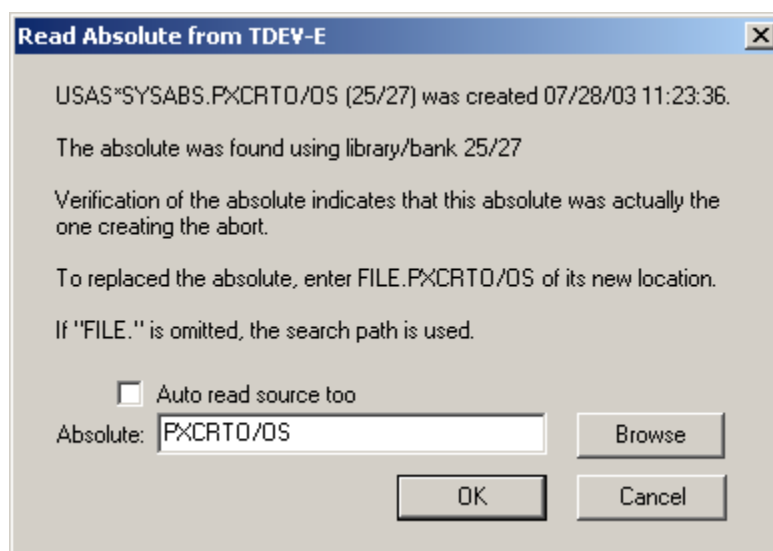 Read Absolute from TDEV-E
USAS*SYSABS.PXCRTO/OS (25/27) was created 07/28/03 11:23:36.
The absolute was found using library/bank 25/27
Verification of the absolute indicates that this absolute was actually the
one creating the abort.
To replaced the absolute, enter FILE.PXCRTO/OS of its new location.
If "FILE." is omitted, the search path is used.
Auto read source too
Absolute: PXCRTO/OS Browse
OK Cancel